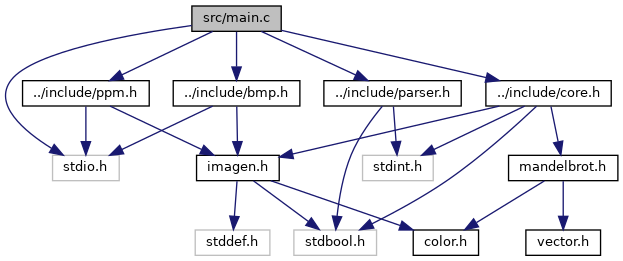 src/main.c
../include/ppm.h
../include/bmp.h
../include/parser.h
../include/core.h
stdio.h
imagen.h
stdint.h
mandelbrot.h
stddef.h
stdbool.h
color.h
vector.h